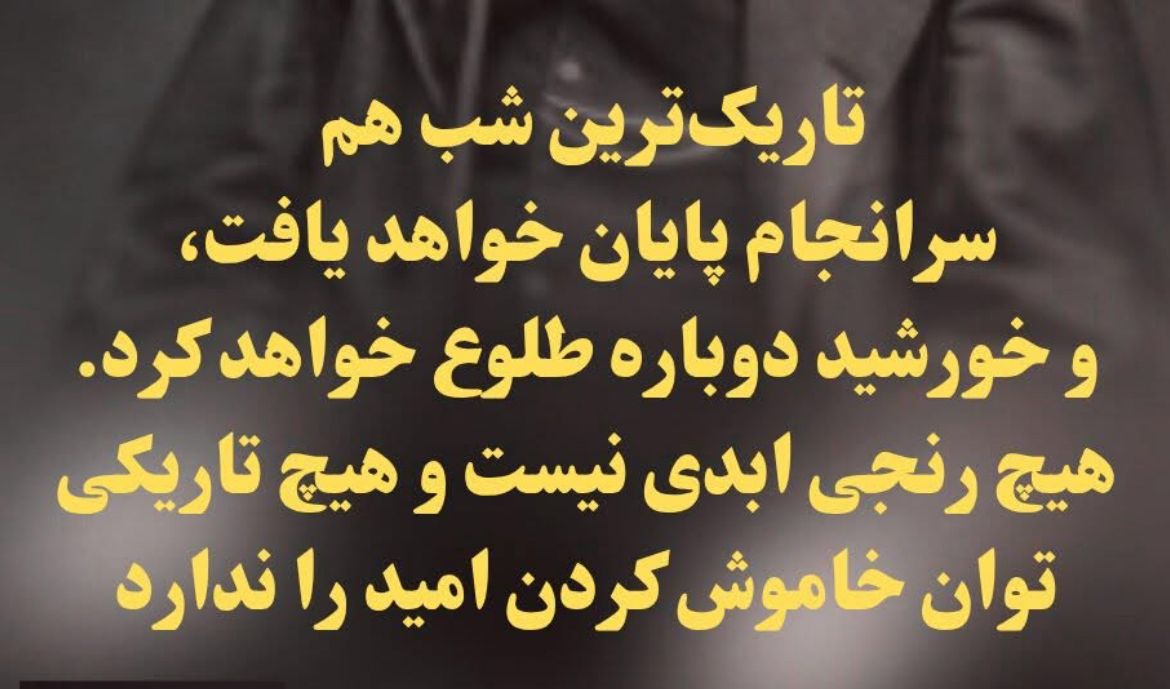 تاریک‌ترین شب هم
سرانجام پایان خواهد یافت،
و خورشید دوباره طلوع خواهد کرد.
هیچ رنجی ابدی نیست و هیچ تاریکی
توان خاموش کردن امید را ندارد